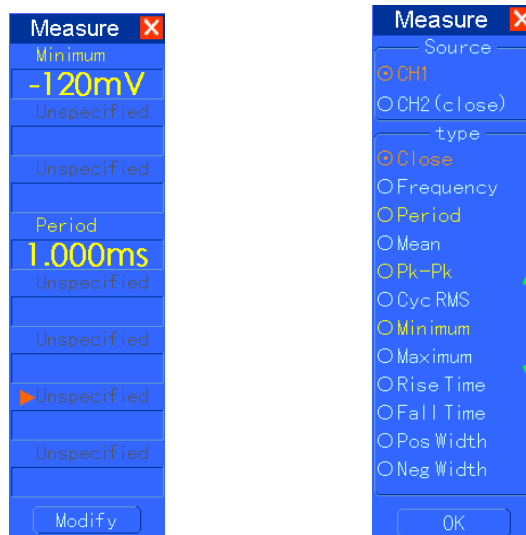 Measure X
Minimum
-120mV
Unspecified
Unspecified
Period
1.000ms
Unspecified
Unspecified
Unspecified
Unspecified
Modify
Measure X
Source
CH1
CH2(close)
type
Close
Frequency
Period
Mean
Pk-Pk
Cyc RMS
Minimum
Maximum
Rise Time
Fall Time
Pos Width
Neg Width
OK